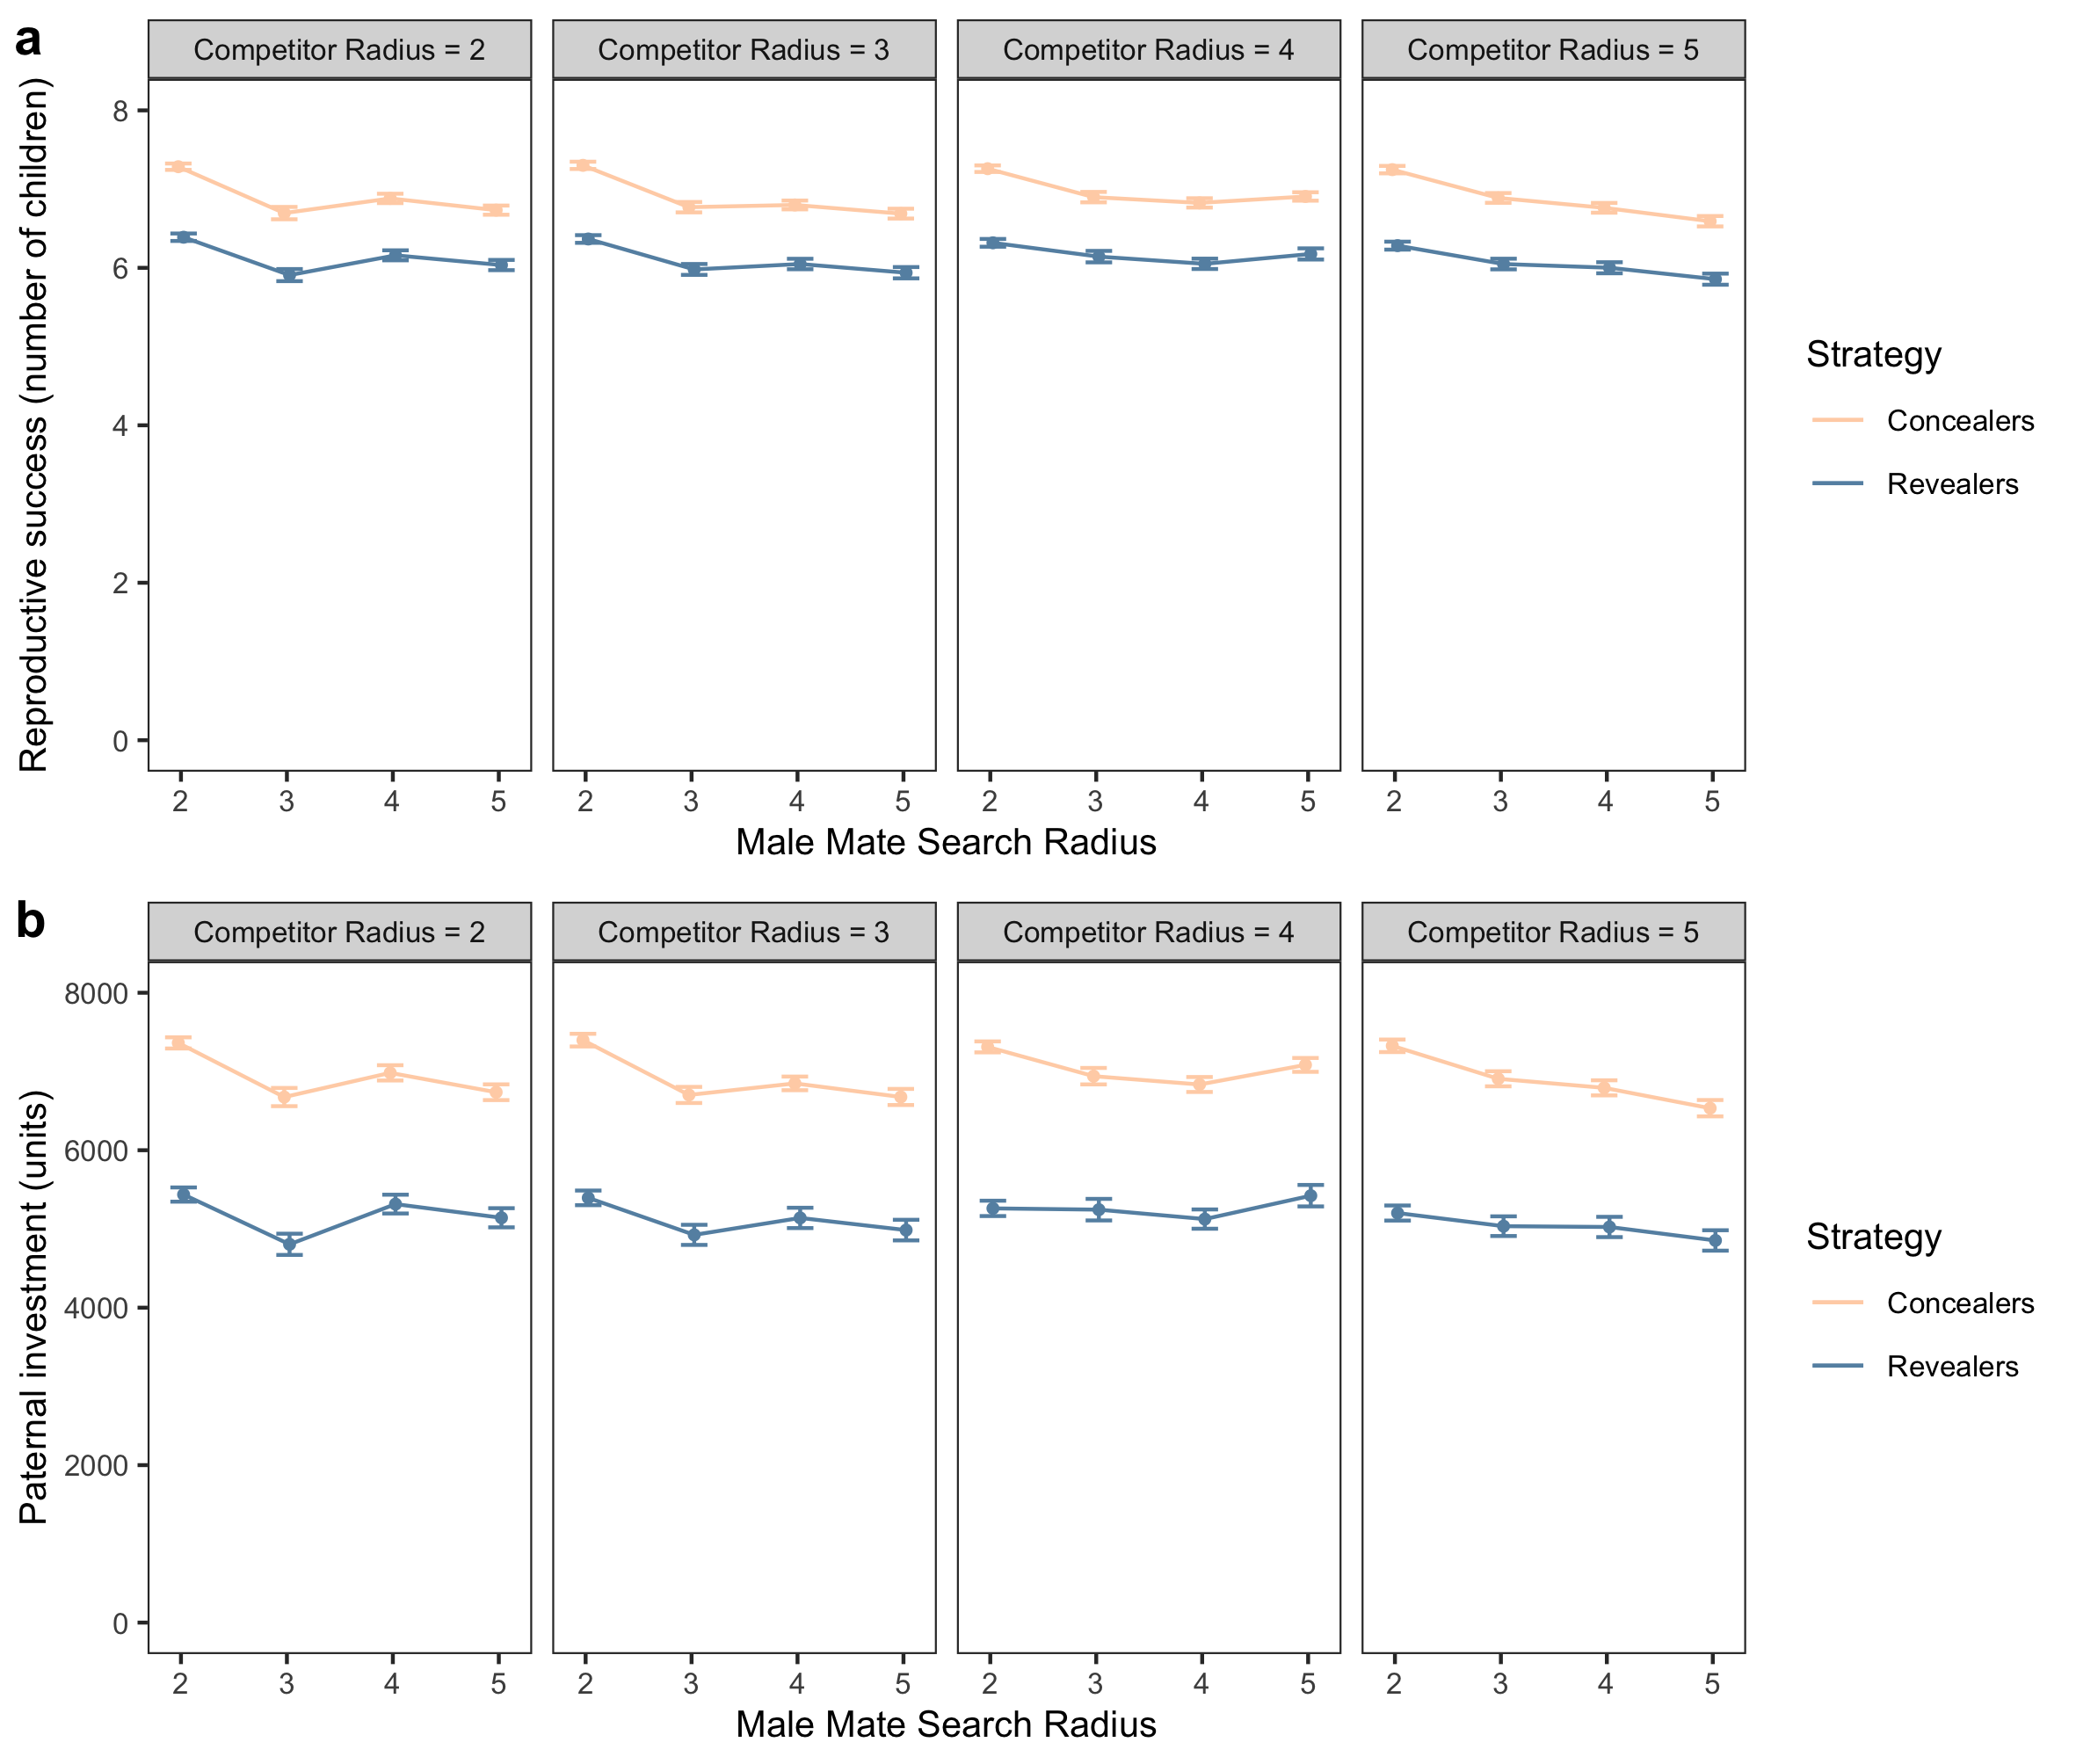 a
Competitor Radius = 2
Competitor Radius = 3
Competitor Radius = 4
Competitor Radius = 5
Reproductive success (number of children)
8
6
4
2
0
2 3 4 5
2 3 4 5
2 3 4 5
2 3 4 5
Male Mate Search Radius
Strategy
Concealers
Revealers
b
Competitor Radius = 2
Competitor Radius = 3
Competitor Radius = 4
Competitor Radius = 5
Paternal investment (units)
8000
6000
4000
2000
0
2 3 4 5
2 3 4 5
2 3 4 5
2 3 4 5
Male Mate Search Radius
Strategy
Concealers
Revealers